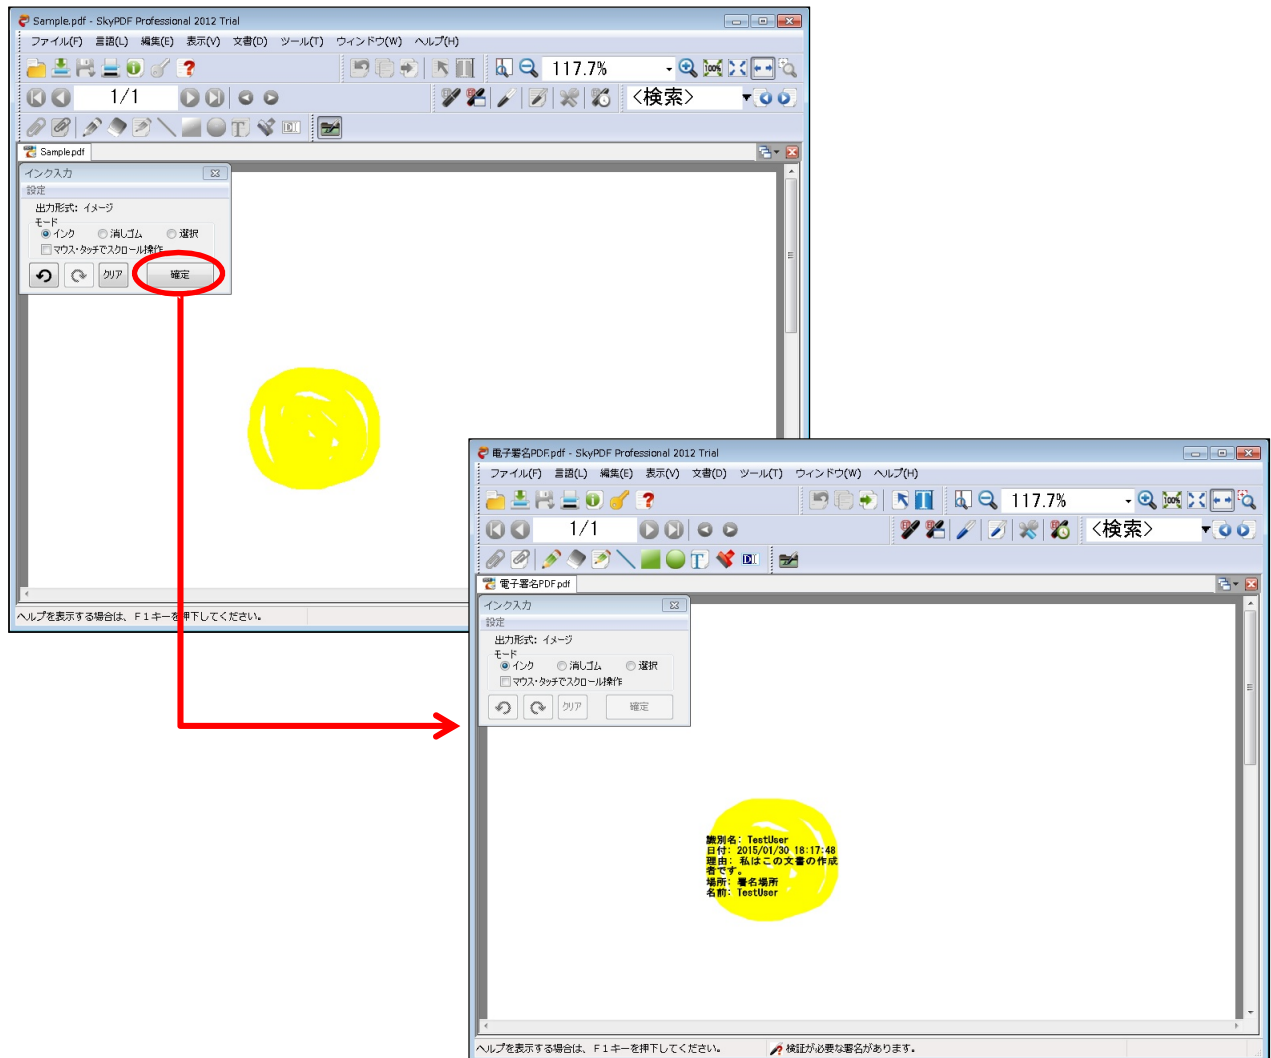 Sample.pdf - SkyPDF Professional 2012 Trial
ファイル(F) 言語(L) 編集(E) 表示(V) 文書(D) ツール(T) ウィンドウ(W) ヘルプ(H)
117.7%
100%
1/1
<検索>
Sample.pdf
インク入力
設定
出力形式: イメージ
モード
インク 消しゴム 選択
マウス・タッチでスクロール操作
クリア 確定
ヘルプを表示する場合は、F1キーを押下してください。
電子署名PDF.pdf - SkyPDF Professional 2012 Trial
ファイル(F) 言語(L) 編集(E) 表示(V) 文書(D) ツール(T) ウィンドウ(W) ヘルプ(H)
117.7%
100%
1/1
<検索>
電子署名PDF.pdf
インク入力
設定
出力形式: イメージ
モード
インク 消しゴム 選択
マウス・タッチでスクロール操作
クリア 確定
識別名: TestUser
日付: 2015/01/30 18:17:48
理由: 私はこの文書の作成
者です。
場所: 署名場所
名前: TestUser
ヘルプを表示する場合は、F1キーを押下してください。 検証が必要な署名があります。